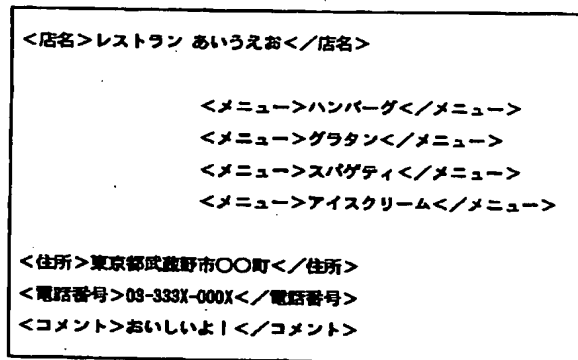 <店名>レストラン あいうえお</店名>
<メニュー>ハンバーグ</メニュー>
<メニュー>グラタン</メニュー>
<メニュー>スパゲティ</メニュー>
<メニュー>アイスクリーム</メニュー>
<住所>東京都武蔵野市〇〇町</住所>
<電話番号>03-333X-000X</電話番号>
<コメント>おいしいよ!</コメント>